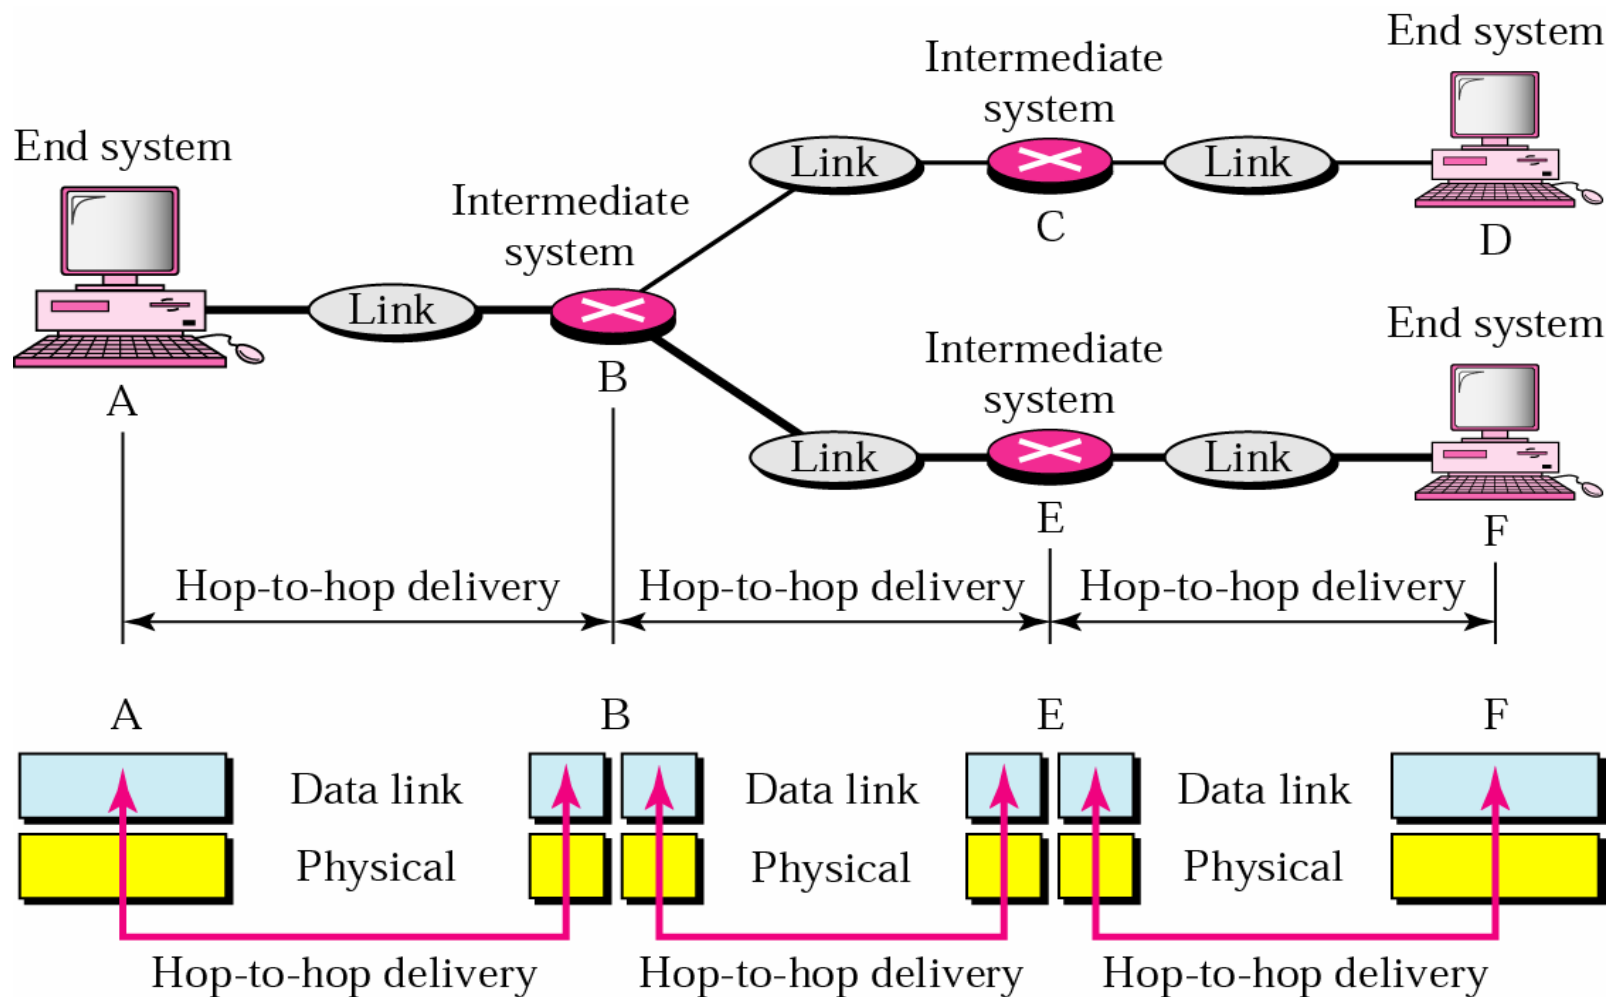 End system
Intermediate
system
End system
Link
Link
C
D
Intermediate
system
Link
A
B
Intermediate
system
End system
Link
Link
E
F
Hop-to-hop delivery
Hop-to-hop delivery
Hop-to-hop delivery
A
B
E
F
Data link
Data link
Data link
Physical
Physical
Physical
Hop-to-hop delivery
Hop-to-hop delivery
Hop-to-hop delivery
End system